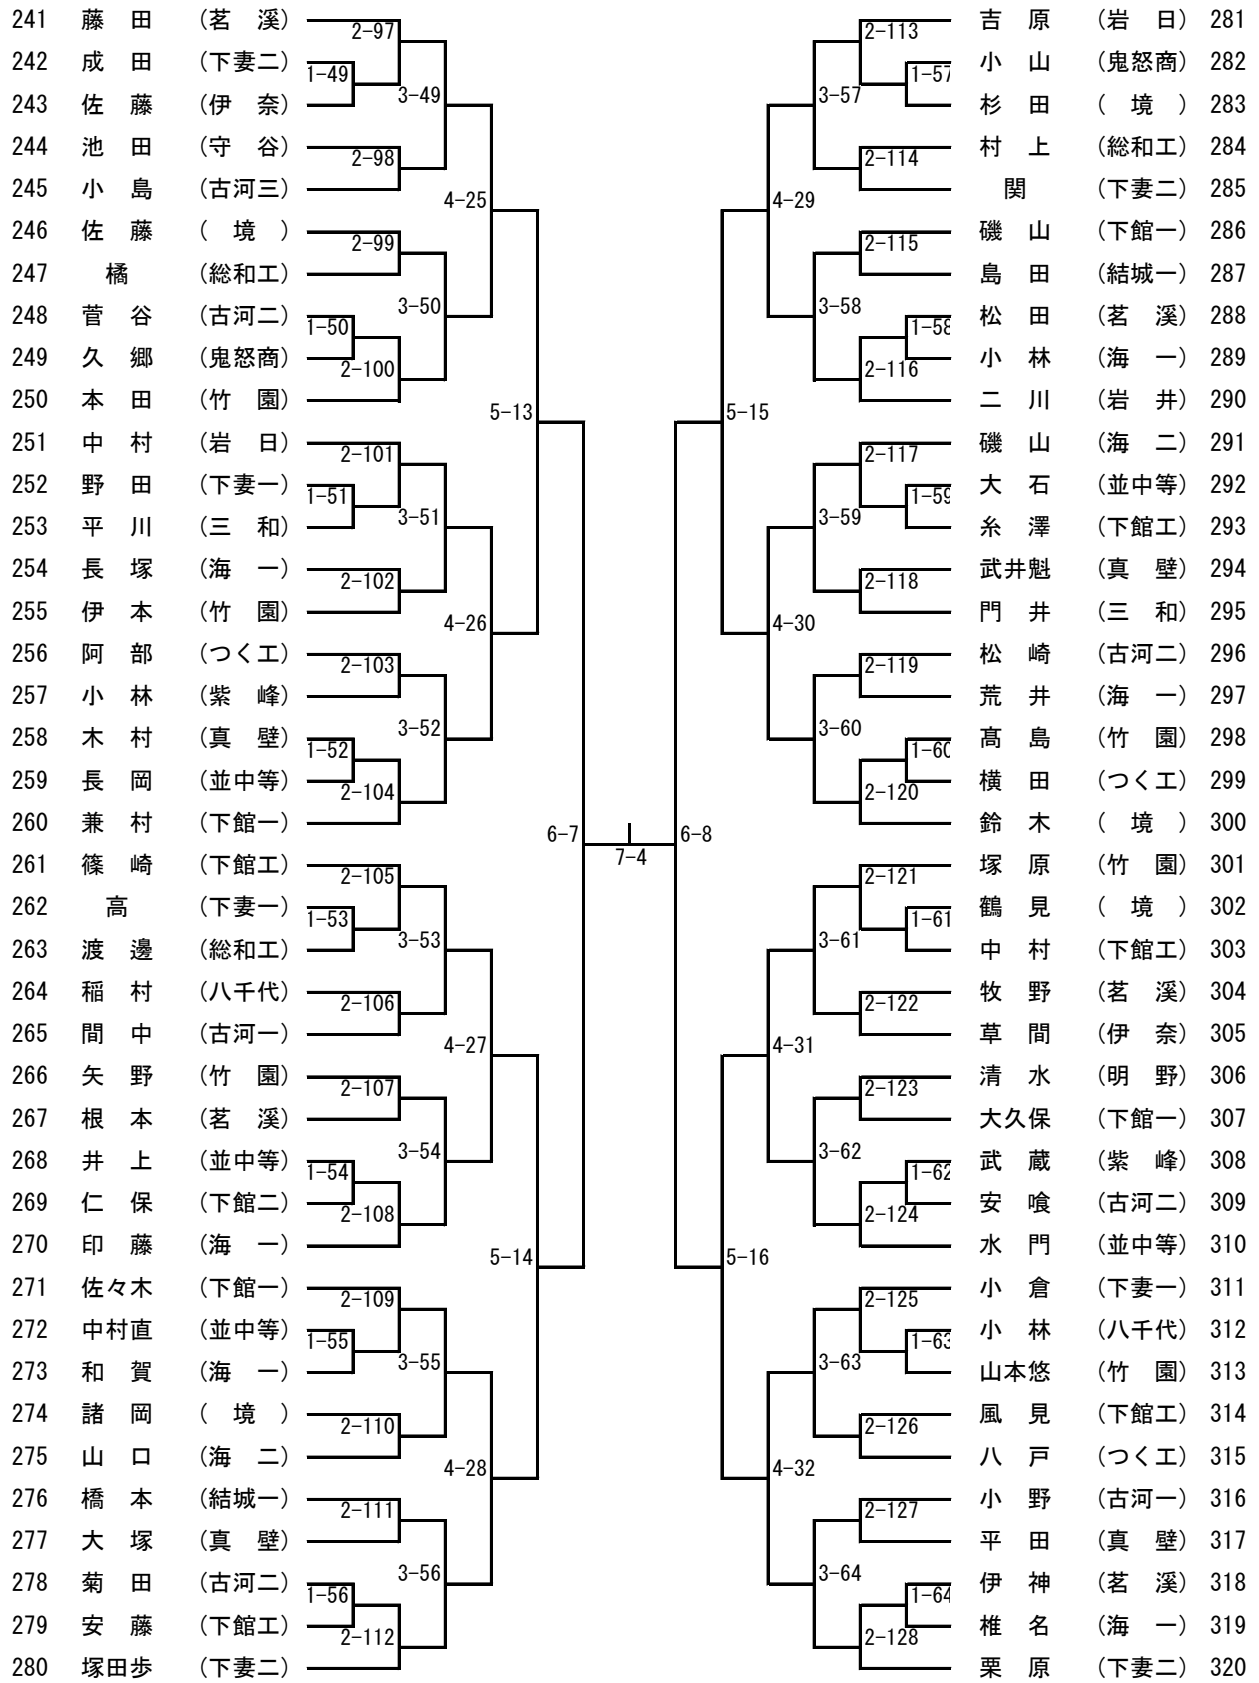 241 藤 田 (茗 溪)
2-97
242 成 田 (下妻二)
1-49
243 佐 藤 (伊 奈)
3-49
244 池 田 (守 谷)
2-98
245 小 島 (古河三)
4-25
246 佐 藤 ( 境 )
2-99
247 橘 (総和工)
3-50
248 菅 谷 (古河二)
1-50
249 久 郷 (鬼怒商)
2-100
250 本 田 (竹 園)
5-13
251 中 村 (岩 日)
2-101
252 野 田 (下妻一)
1-51
253 平 川 (三 和)
3-51
254 長 塚 (海 一)
2-102
255 伊 本 (竹 園)
4-26
256 阿 部 (つく工)
2-103
257 小 林 (紫 峰)
3-52
258 木 村 (真 壁)
1-52
259 長 岡 (並中等)
2-104
260 兼 村 (下館一)
6-7
261 篠 崎 (下館工)
2-105
262 高 (下妻一)
1-53
263 渡 邊 (総和工)
3-53
264 稲 村 (八千代)
2-106
265 間 中 (古河一)
4-27
266 矢 野 (竹 園)
2-107
267 根 本 (茗 溪)
3-54
268 井 上 (並中等)
1-54
269 仁 保 (下館二)
2-108
270 印 藤 (海 一)
5-14
271 佐々木 (下館一)
2-109
272 中村直 (並中等)
1-55
273 和 賀 (海 一)
3-55
274 諸 岡 ( 境 )
2-110
275 山 口 (海 二)
4-28
276 橋 本 (結城一)
2-111
277 大 塚 (真 壁)
3-56
278 菊 田 (古河二)
1-56
279 安 藤 (下館工)
2-112
280 塚田歩 (下妻二)
7-4
吉 原 (岩 日) 281
2-113
小 山 (鬼怒商) 282
1-57
杉 田 ( 境 ) 283
3-57
村 上 (総和工) 284
2-114
関 (下妻二) 285
4-29
磯 山 (下館一) 286
2-115
島 田 (結城一) 287
3-58
松 田 (茗 溪) 288
1-58
小 林 (海 一) 289
2-116
二 川 (岩 井) 290
5-15
磯 山 (海 二) 291
2-117
大 石 (並中等) 292
1-59
糸 澤 (下館工) 293
3-59
武井魁 (真 壁) 294
2-118
門 井 (三 和) 295
4-30
松 崎 (古河二) 296
2-119
荒 井 (海 一) 297
3-60
髙 島 (竹 園) 298
1-60
横 田 (つく工) 299
2-120
鈴 木 ( 境 ) 300
6-8
塚 原 (竹 園) 301
2-121
鶴 見 ( 境 ) 302
1-61
中 村 (下館工) 303
3-61
牧 野 (茗 溪) 304
2-122
草 間 (伊 奈) 305
4-31
清 水 (明 野) 306
2-123
大久保 (下館一) 307
3-62
武 蔵 (紫 峰) 308
1-62
安 喰 (古河二) 309
2-124
水 門 (並中等) 310
5-16
小 倉 (下妻一) 311
2-125
小 林 (八千代) 312
1-63
山本悠 (竹 園) 313
3-63
風 見 (下館工) 314
2-126
八 戸 (つく工) 315
4-32
小 野 (古河一) 316
2-127
平 田 (真 壁) 317
3-64
伊 神 (茗 溪) 318
1-64
椎 名 (海 一) 319
2-128
栗 原 (下妻二) 320